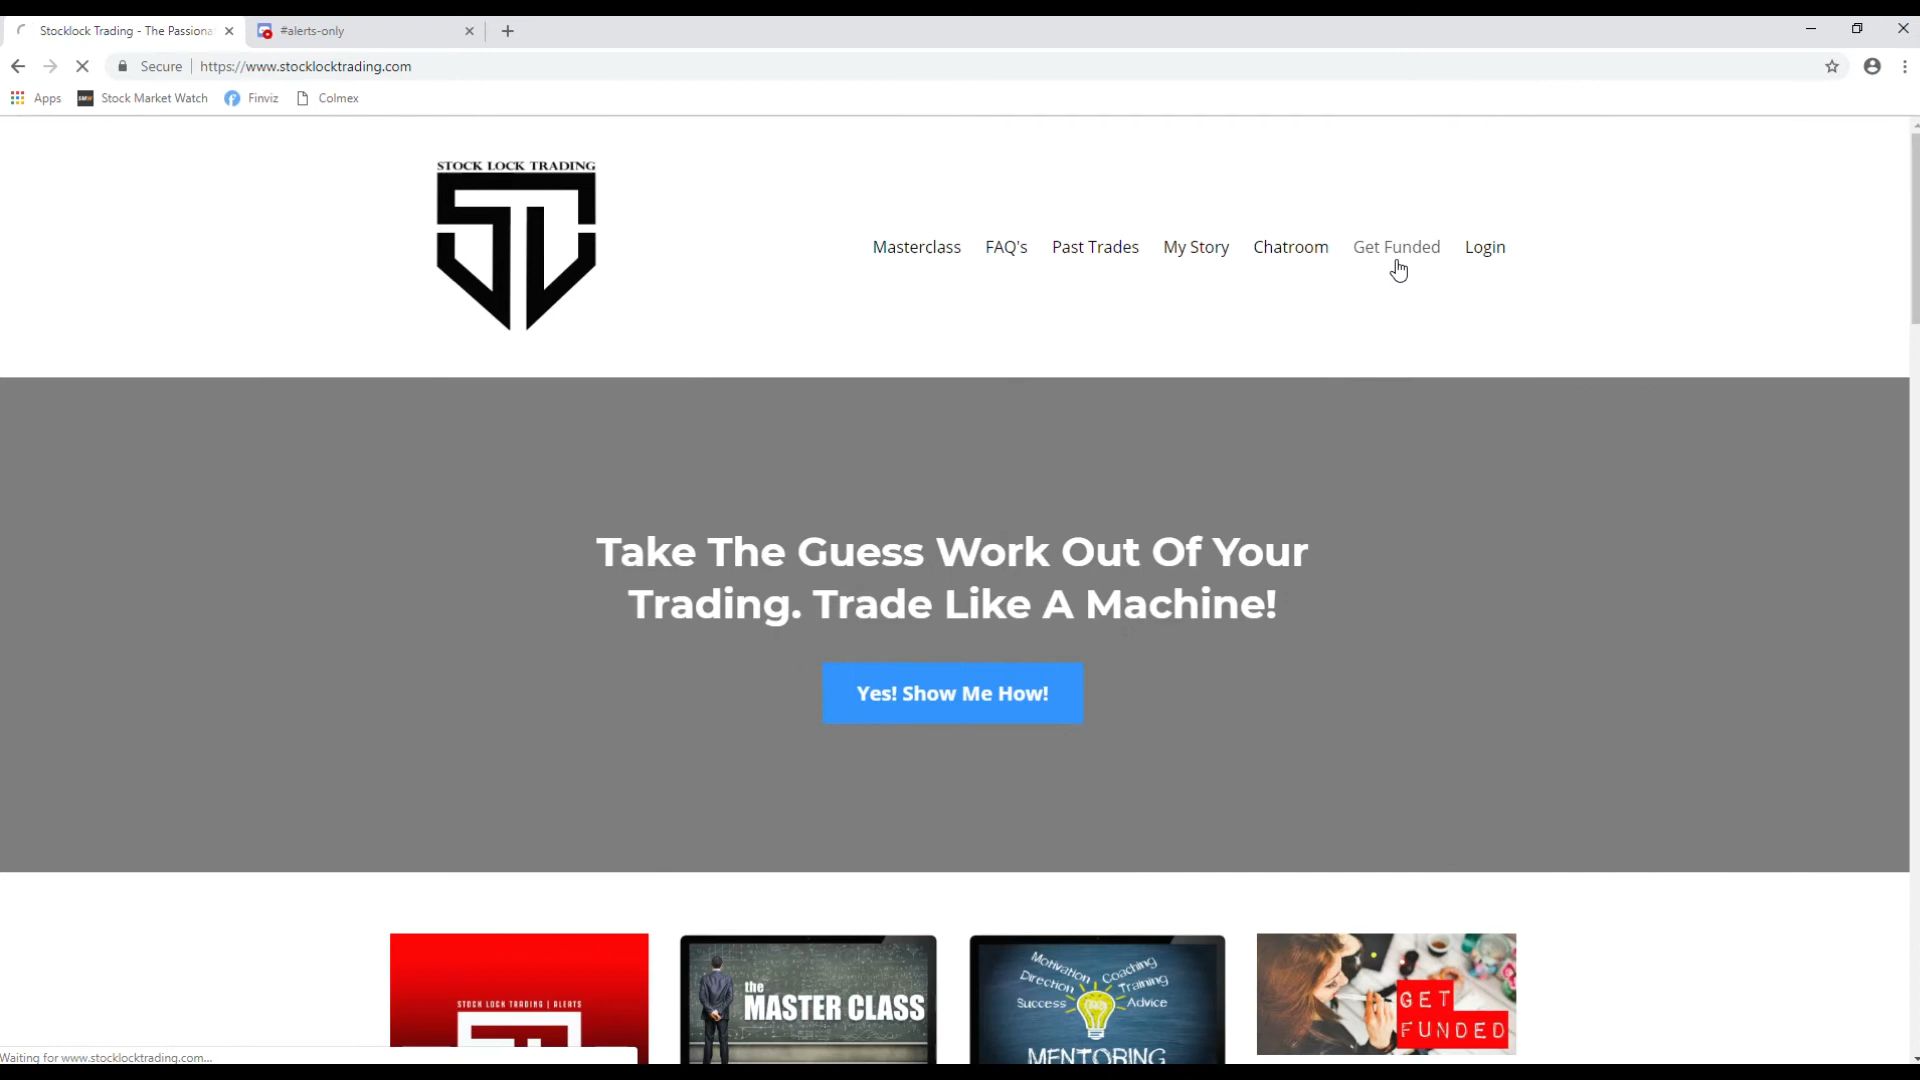 Stocklock Trading - The Passiona
#alerts-only
Secure
https://www.stocklocktrading.com
Apps
Stock Market Watch
Finviz
Colmex
STOCK LOCK TRADING
Masterclass
FAQ's
Past Trades
My Story
Chatroom
Get Funded
Login
Take The Guess Work Out Of Your
Trading. Trade Like A Machine!
Yes! Show Me How!
STOCK LOCK TRADING | ALERTS
the
MASTER CLASS
Motivation
Coaching
Direction
Training
Success
Advice
MENTORING
GET
FUNDED
Waiting for www.stocklocktrading.com...